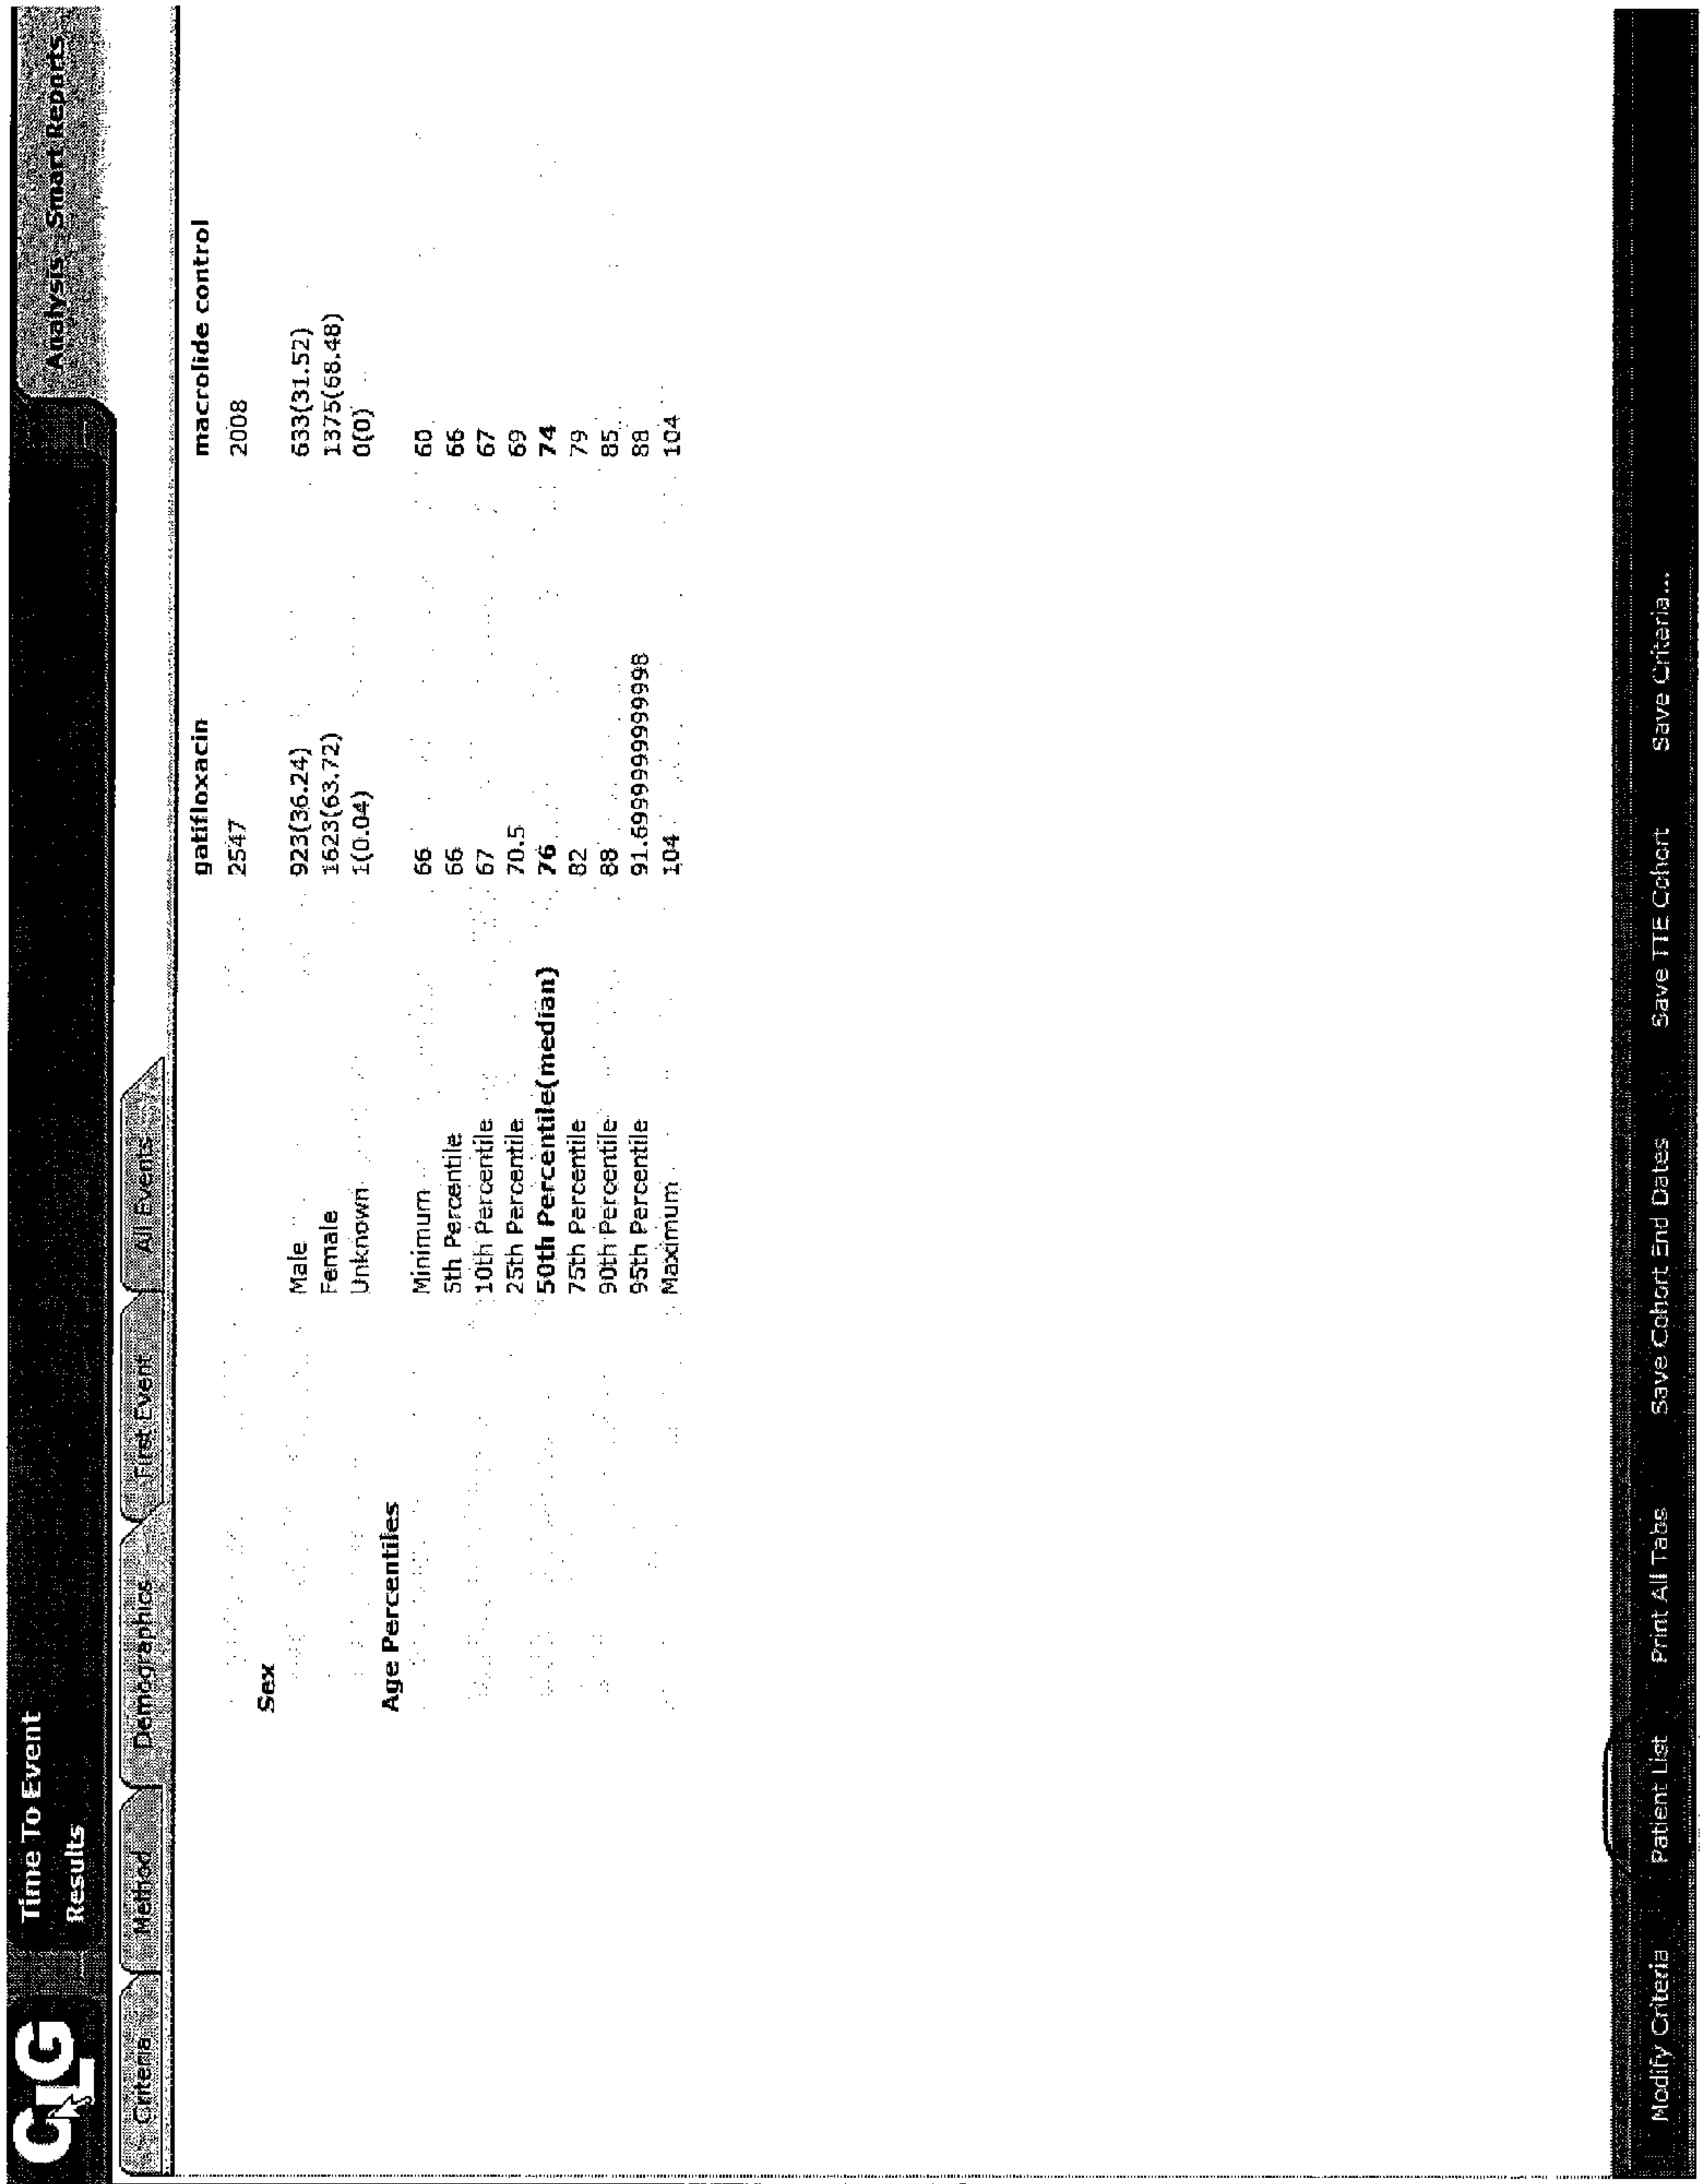 CLG
Time To Event
Results
Analysis Smart Reports
Criteria Method Demographics First Event All Events
gatifloxacin macrolide control
2547 2008
Sex
Male 923(36.24) 633(31.52)
Female 1623(63.72) 1375(68.48)
Unknown 1(0.04) 0(0)
Age Percentiles
Minimum 66 60
5th Percentile 66 66
10th Percentile 67 67
25th Percentile 70.5 69
50th Percentile(median) 76 74
75th Percentile 82 79
90th Percentile 88 85
95th Percentile 88
Maximum 104 104
Modify Criteria Patient List Print All Tabs Save Cohort End Dates Save TTE Cohort Save Criteria...